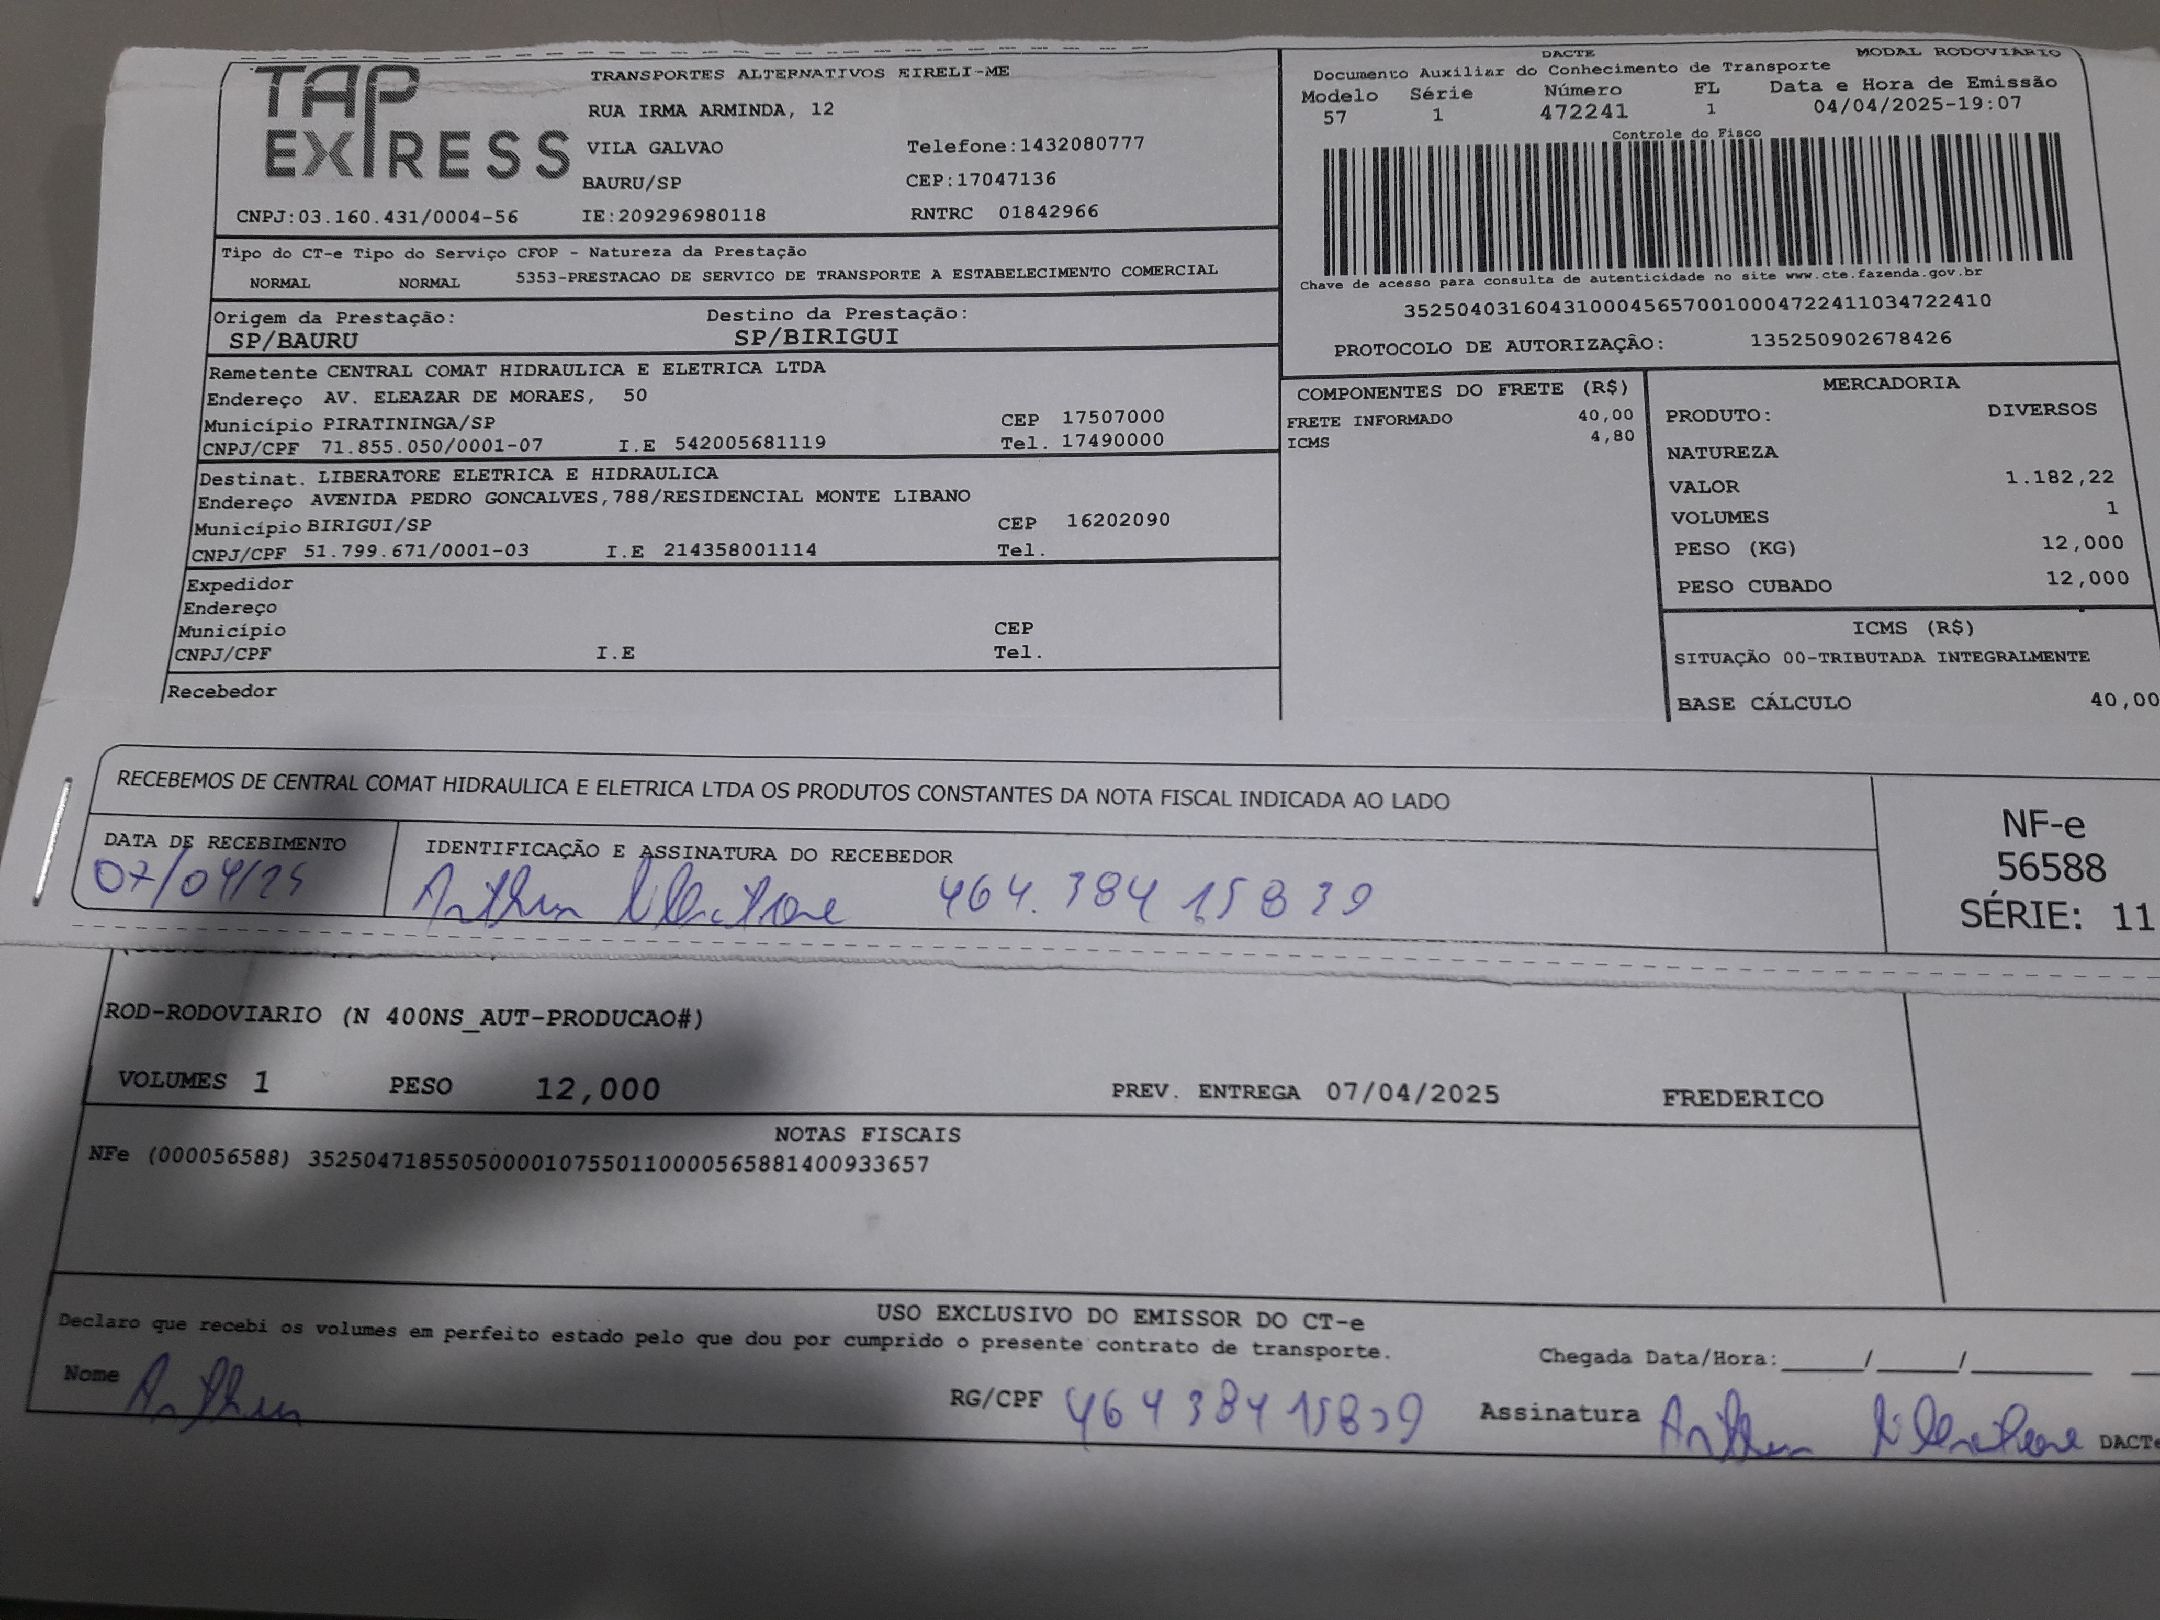 TAP
EXPRESS
TRANSPORTES ALTERNATIVOS EIRELI-ME
RUA IRMA ARMINDA, 12
VILA GALVAO Telefone:1432080777
BAURU/SP CEP:17047136
CNPJ:03.160.431/0004-56 IE:209296980118 RNTRC 01842966
DACTE MODAL RODOVIÁRIO
Documento Auxiliar do Conhecimento de Transporte
Modelo Série Número FL Data e Hora de Emissão
57 1 472241 1 04/04/2025-19:07
Controle do Fisco
Chave de acesso para consulta de autenticidade no site www.cte.fazenda.gov.br
35250403160431000456570010004722411034722410
PROTOCOLO DE AUTORIZAÇÃO: 135250902678426
Tipo do CT-e Tipo do Serviço CFOP - Natureza da Prestação
NORMAL NORMAL 5353-PRESTACAO DE SERVICO DE TRANSPORTE A ESTABELECIMENTO COMERCIAL
Origem da Prestação: Destino da Prestação:
SP/BAURU SP/BIRIGUI
Remetente CENTRAL COMAT HIDRAULICA E ELETRICA LTDA
Endereço AV. ELEAZAR DE MORAES, 50
Município PIRATININGA/SP CEP 17507000
CNPJ/CPF 71.855.050/0001-07 I.E 542005681119 Tel. 17490000
Destinat. LIBERATORE ELETRICA E HIDRAULICA
Endereço AVENIDA PEDRO GONCALVES,788/RESIDENCIAL MONTE LIBANO
Município BIRIGUI/SP CEP 16202090
CNPJ/CPF 51.799.671/0001-03 I.E 214358001114 Tel.
Expedidor
Endereço
Município CEP
CNPJ/CPF I.E Tel.
Recebedor
COMPONENTES DO FRETE (R$)
FRETE INFORMADO 40,00
ICMS 4,80
MERCADORIA
PRODUTO: DIVERSOS
NATUREZA
VALOR 1.182,22
VOLUMES 1
PESO (KG) 12,000
PESO CUBADO 12,000
ICMS (R$)
SITUAÇÃO 00-TRIBUTADA INTEGRALMENTE
BASE CÁLCULO 40,00
RECEBEMOS DE CENTRAL COMAT HIDRAULICA E ELETRICA LTDA OS PRODUTOS CONSTANTES DA NOTA FISCAL INDICADA AO LADO
DATA DE RECEBIMENTO IDENTIFICAÇÃO E ASSINATURA DO RECEBEDOR
07/04/25 Arthur 464.384 158 39
NF-e
56588
SÉRIE: 11
ROD-RODOVIARIO (N 400NS_AUT-PRODUCAO#)
VOLUMES 1 PESO 12,000 PREV. ENTREGA 07/04/2025 FREDERICO
NOTAS FISCAIS
NFe (000056588) 35250471855050000107550110000565881400933657
USO EXCLUSIVO DO EMISSOR DO CT-e
Declaro que recebi os volumes em perfeito estado pelo que dou por cumprido o presente contrato de transporte.
Chegada Data/Hora:_____/_____/_______
Nome Arthur RG/CPF 464 384 158 39 Assinatura Arthur DACTe